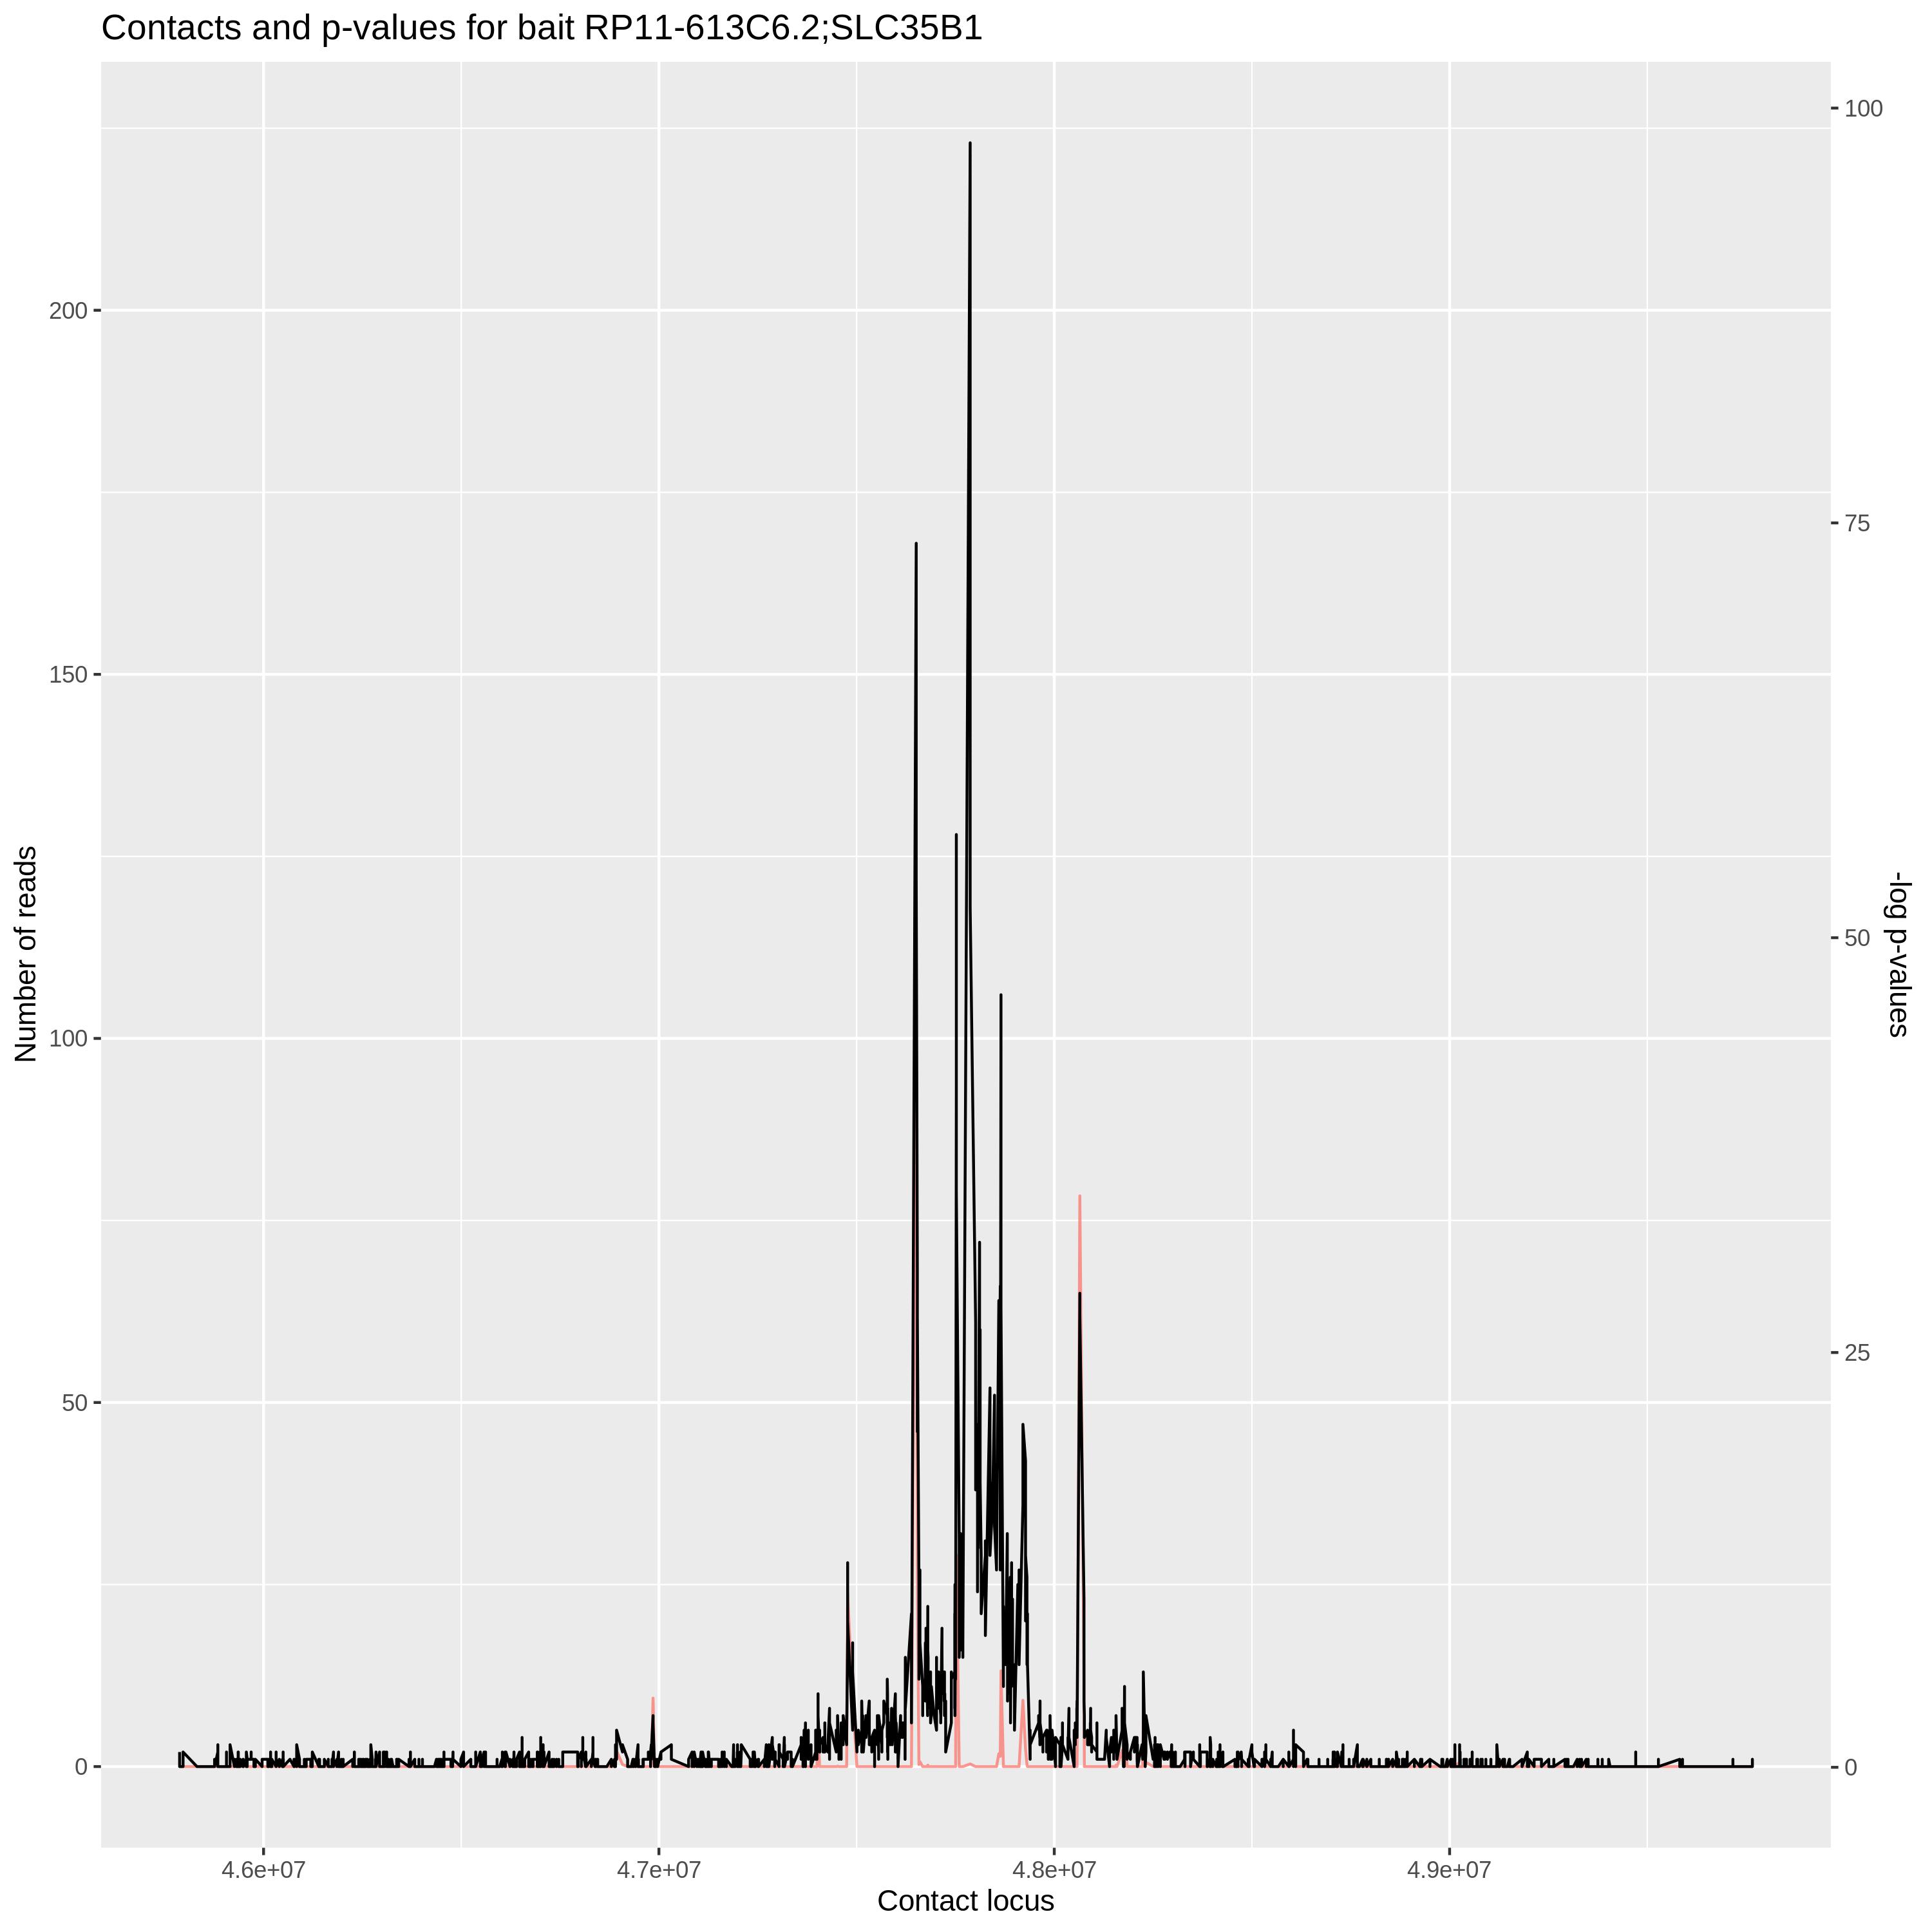 Contacts and p-values for bait RP11-613C6.2;SLC35B1
Number of reads
200
150
100
50
0
100
75
50
25
0
-log p-values
4.6e+07 4.7e+07 4.8e+07 4.9e+07
Contact locus